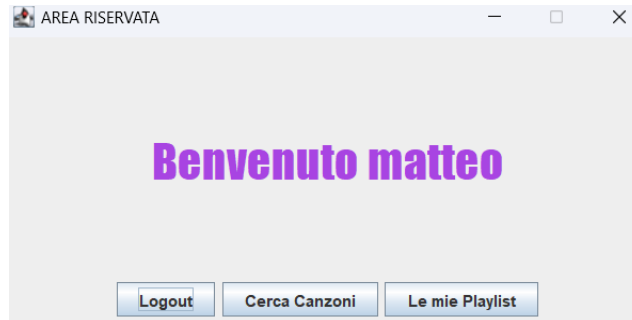 AREA RISERVATA
Benvenuto matteo
Logout Cerca Canzoni Le mie Playlist